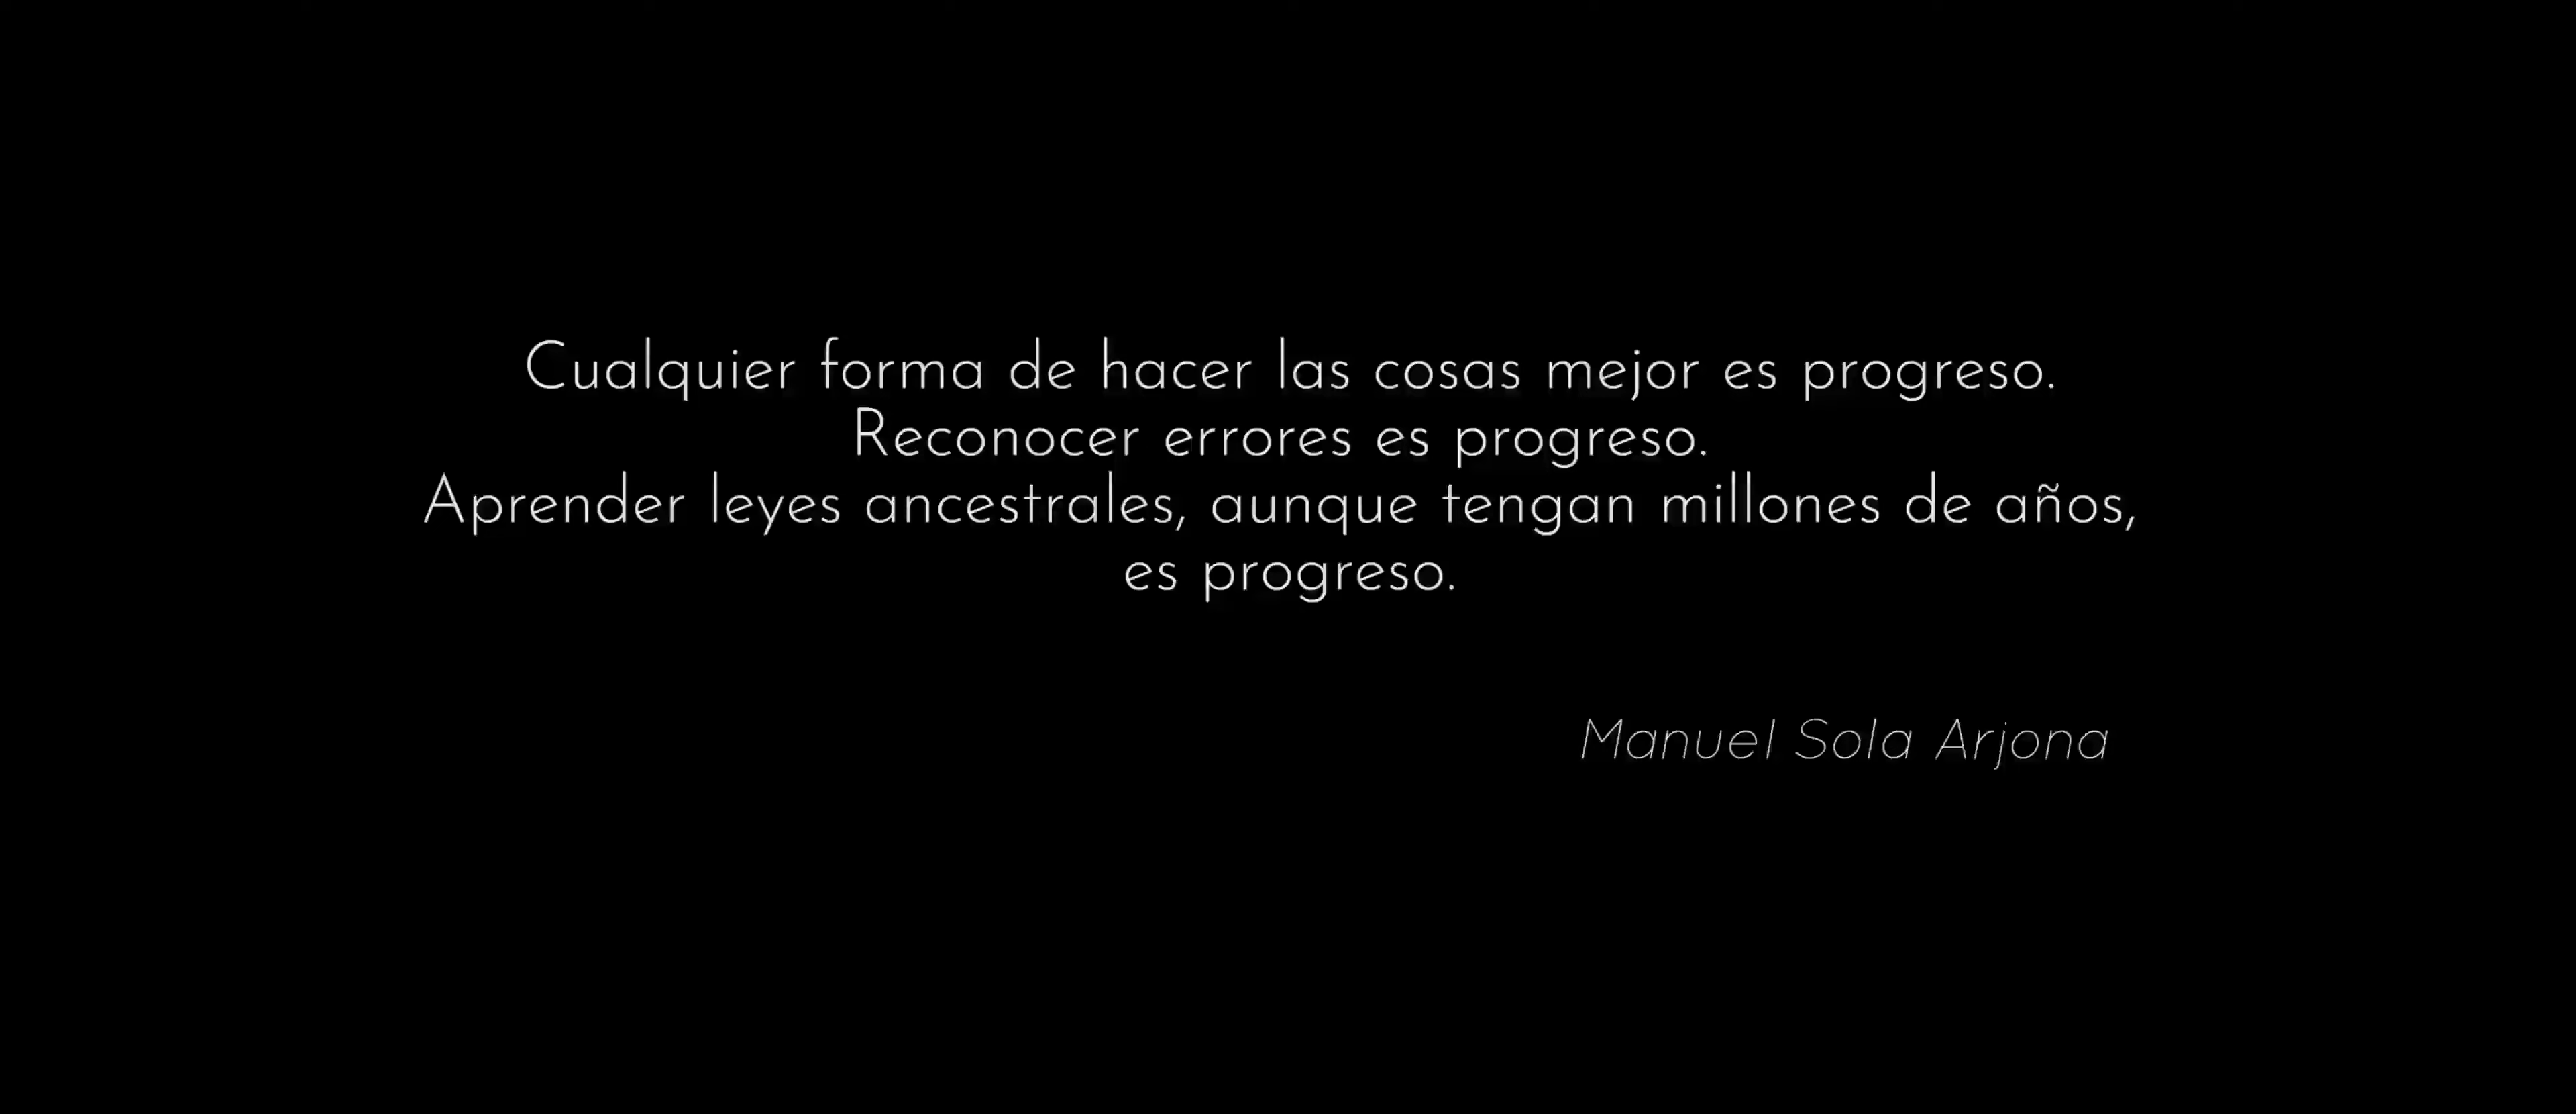 Cualquier forma de hacer las cosas mejor es progreso.
Reconocer errores es progreso.
Aprender leyes ancestrales, aunque tengan millones de años,
es progreso.
Manuel Sola Arjona